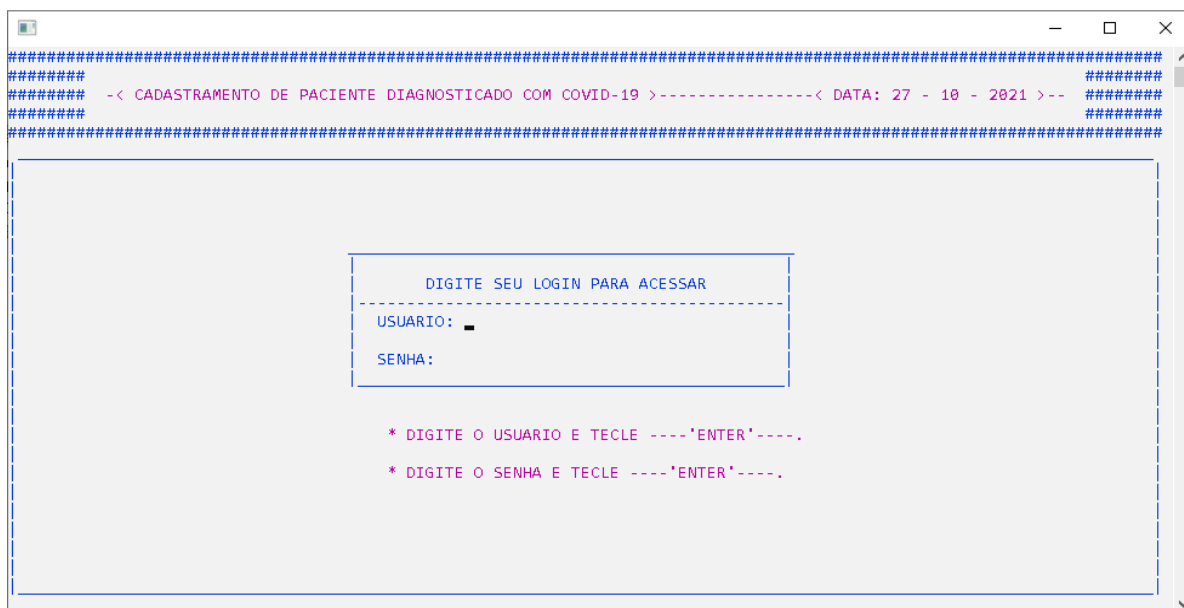 -< CADASTRAMENTO DE PACIENTE DIAGNOSTICADO COM COVID-19 >----------------< DATA: 27 - 10 - 2021 >--
DIGITE SEU LOGIN PARA ACESSAR
USUARIO:
SENHA:
* DIGITE O USUARIO E TECLE ----'ENTER'----.
* DIGITE O SENHA E TECLE ----'ENTER'----.